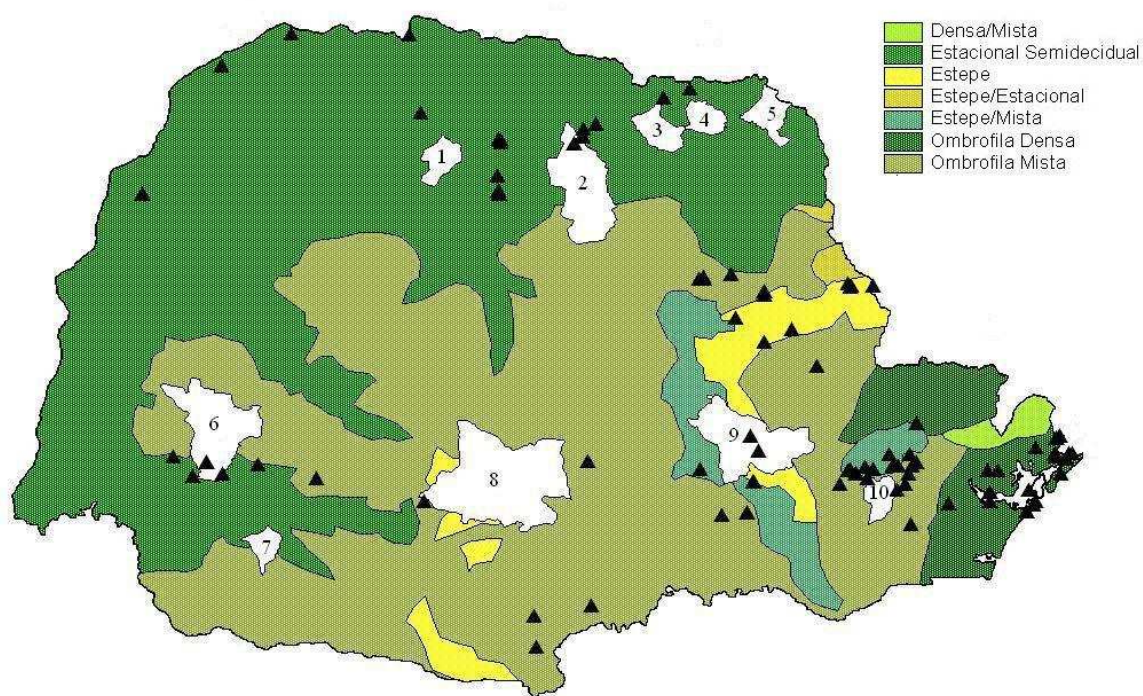 Densa/Mista
Estacional Semidecidual
Estepe
Estepe/Estacional
Estepe/Mista
Ombrofila Densa
Ombrofila Mista
1
2
3
4
5
6
7
8
9
10